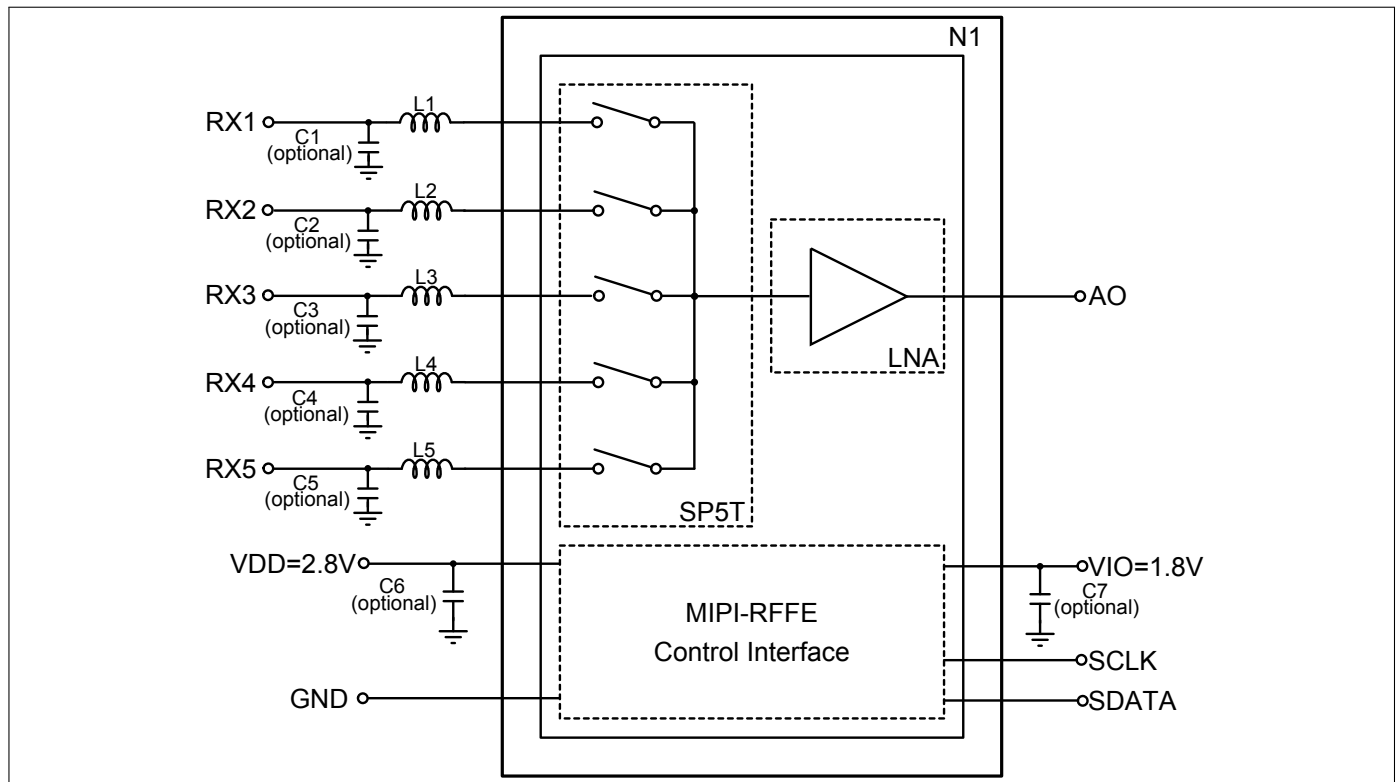 N1
RX1
C1
(optional)
L1
RX2
C2
(optional)
L2
RX3
C3
(optional)
L3
RX4
C4
(optional)
L4
RX5
C5
(optional)
L5
SP5T
LNA
AO
VDD=2.8V
C6
(optional)
GND
MIPI-RFFE
Control Interface
VIO=1.8V
C7
(optional)
SCLK
SDATA